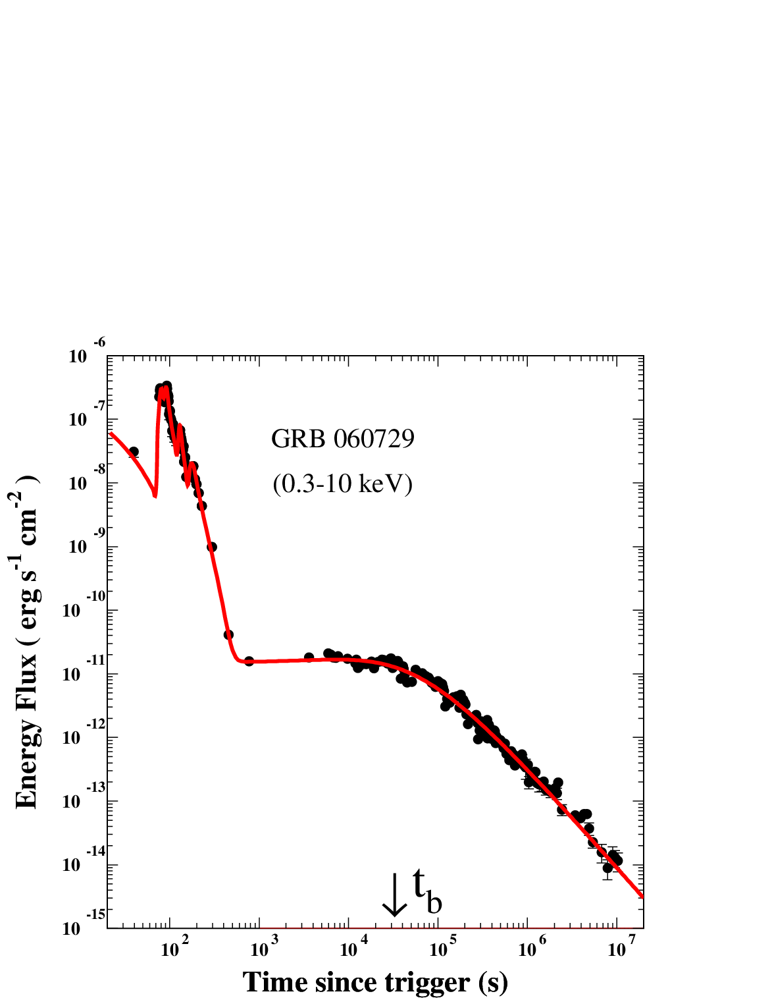 10^-6
10^-7
10^-8
10^-9
10^-10
10^-11
10^-12
10^-13
10^-14
10^-15
Energy Flux ( erg s^-1 cm^-2 )
GRB 060729
(0.3-10 keV)
t_b
10^2 10^3 10^4 10^5 10^6 10^7
Time since trigger (s)